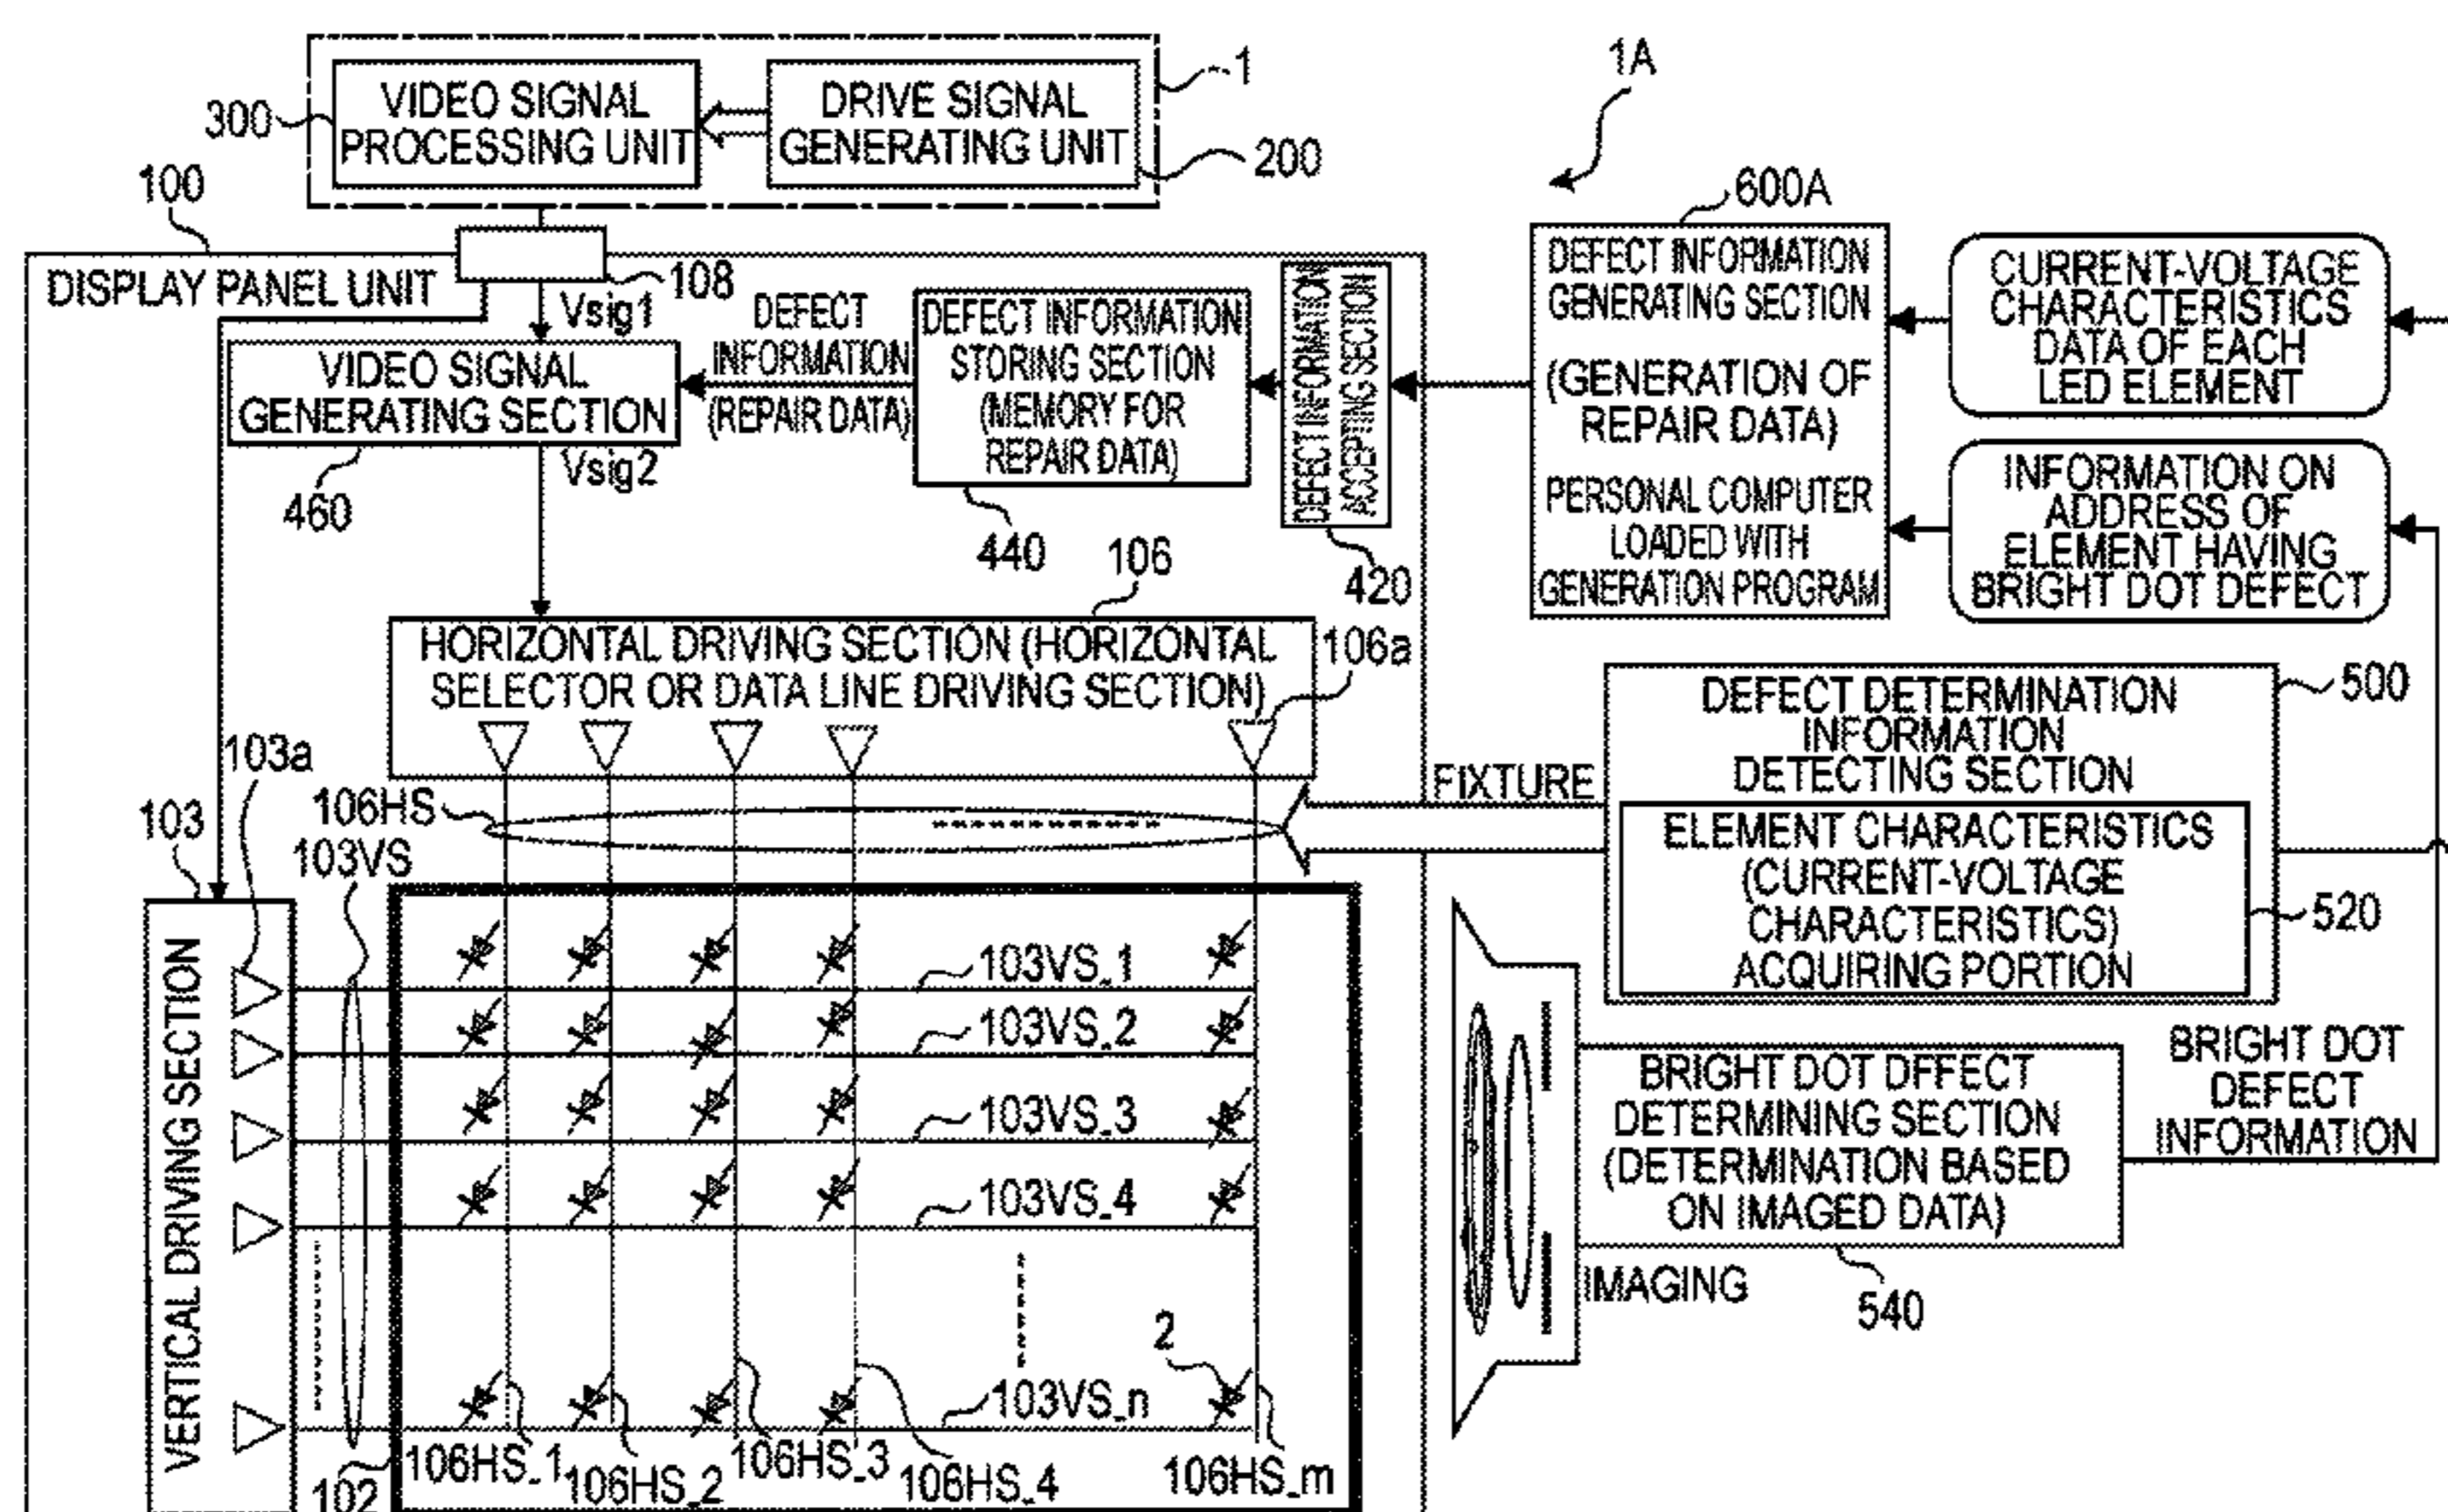 1
1A
VIDEO SIGNAL
PROCESSING UNIT
DRIVE SIGNAL
GENERATING UNIT
300
200
100
600A
DISPLAY PANEL UNIT
108
Vsig1
VIDEO SIGNAL
GENERATING SECTION
Vsig2
460
DEFECT
INFORMATION
(REPAIR DATA)
DEFECT INFORMATION
STORING SECTION
(MEMORY FOR
REPAIR DATA)
440
DEFECT INFORMATION
ACCEPTING SECTION
420
DEFECT INFORMATION
GENERATING SECTION
(GENERATION OF
REPAIR DATA)
PERSONAL COMPUTER
LOADED WITH
GENERATION PROGRAM
CURRENT-VOLTAGE
CHARACTERISTICS
DATA OF EACH
LED ELEMENT
INFORMATION ON
ADDRESS OF
ELEMENT HAVING
BRIGHT DOT DEFECT
106
HORIZONTAL DRIVING SECTION (HORIZONTAL
SELECTOR OR DATA LINE DRIVING SECTION)
106a
DEFECT DETERMINATION
INFORMATION
DETECTING SECTION
500
ELEMENT CHARACTERISTICS
(CURRENT-VOLTAGE
CHARACTERISTICS)
ACQUIRING PORTION
520
FIXTURE
103a
106HS
103
103VS
VERTICAL DRIVING SECTION
103VS_1
103VS_2
103VS_3
103VS_4
103VS_n
2
BRIGHT DOT DFFECT
DETERMINING SECTION
(DETERMINATION BASED
ON IMAGED DATA)
BRIGHT DOT
DEFECT
INFORMATION
IMAGING
540
106HS_1
106HS_2
106HS_3
106HS_4
106HS_m
102